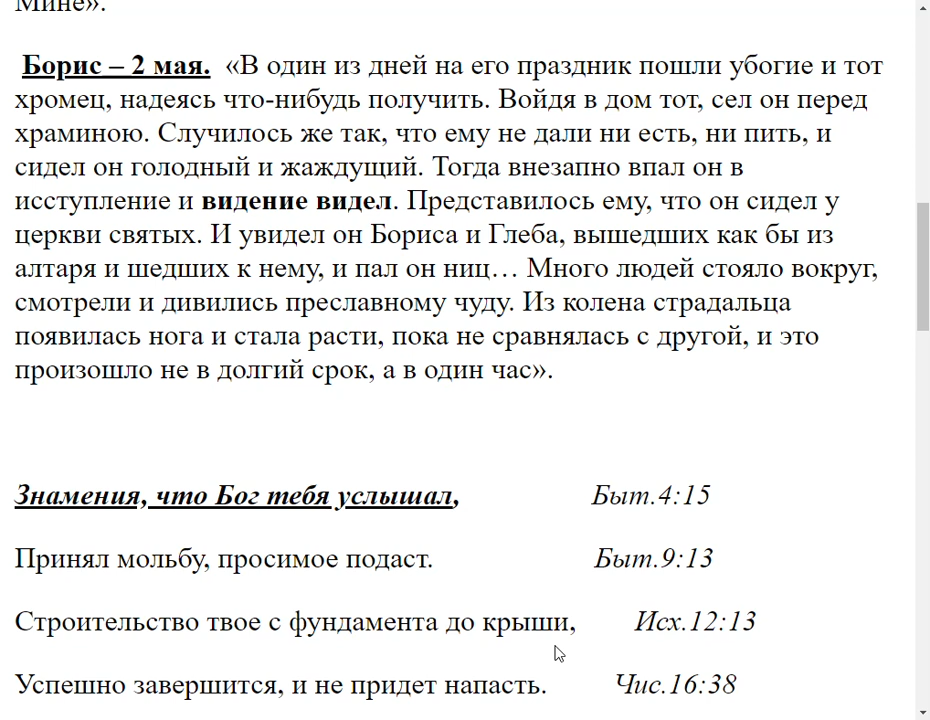 Мине».
Борис – 2 мая. «В один из дней на его праздник пошли убогие и тот
хромец, надеясь что-нибудь получить. Войдя в дом тот, сел он перед
храминою. Случилось же так, что ему не дали ни есть, ни пить, и
сидел он голодный и жаждущий. Тогда внезапно впал он в
исступление и видение видел. Представилось ему, что он сидел у
церкви святых. И увидел он Бориса и Глеба, вышедших как бы из
алтаря и шедших к нему, и пал он ниц… Много людей стояло вокруг,
смотрели и дивились преславному чуду. Из колена страдальца
появилась нога и стала расти, пока не сравнялась с другой, и это
произошло не в долгий срок, а в один час».
Знамения, что Бог тебя услышал, Быт.4:15
Принял мольбу, просимое подаст. Быт.9:13
Строительство твое с фундамента до крыши, Исх.12:13
Успешно завершится, и не придет напасть. Чис.16:38